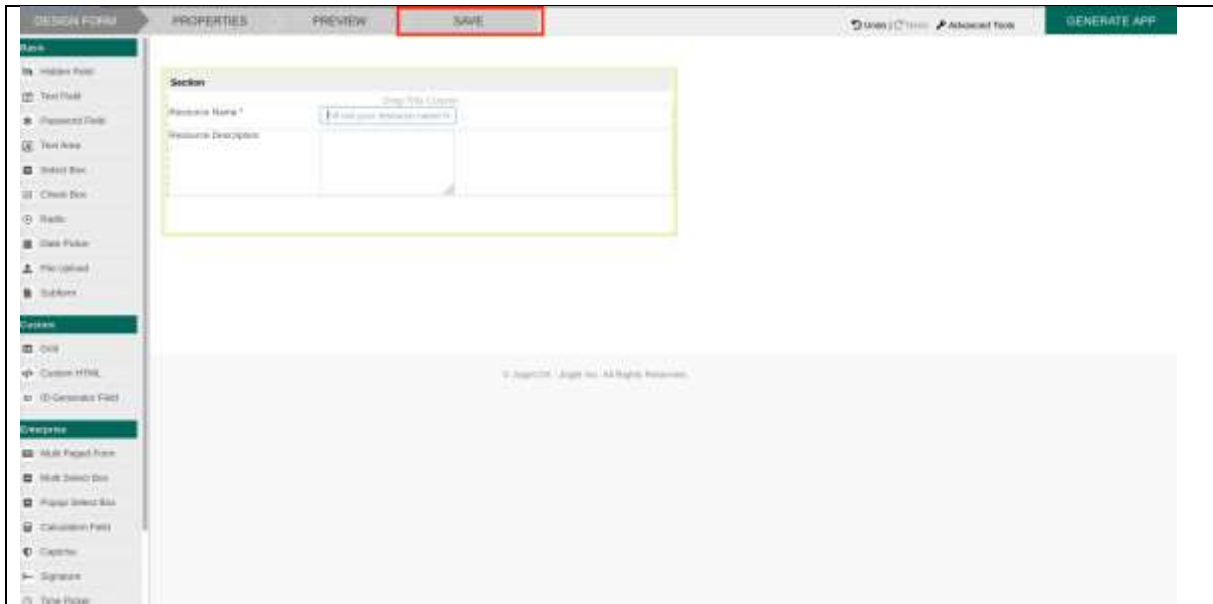 DESIGN FORM
PROPERTIES
PREVIEW
SAVE
Undo
Advanced Tools
GENERATE APP
Basic
Hidden Field
Text Field
Password Field
Text Area
Select Box
Check Box
Radio
Date Picker
File Upload
Subform
Custom
Grid
Custom HTML
ID Generator Field
Enterprise
Multi Paged Form
Multi Select Box
Popup Select Box
Calculation Field
Captcha
Signature
Time Picker
Section
Drag This Column
Resource Name *
Resource Description